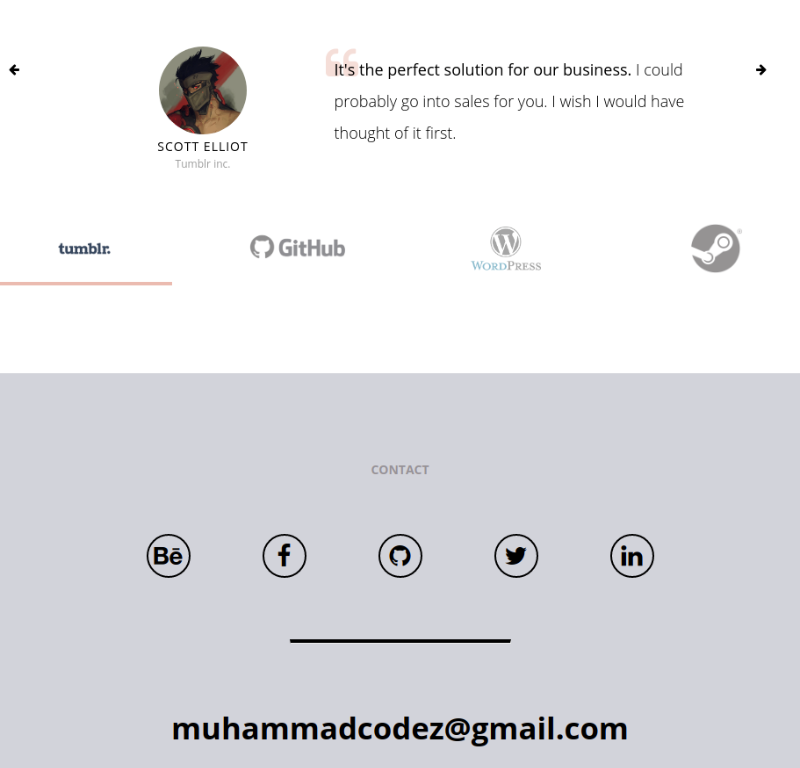 It's the perfect solution for our business. I could
probably go into sales for you. I wish I would have
thought of it first.
SCOTT ELLIOT
Tumblr inc.
tumblr.
GitHub
WORDPRESS
CONTACT
Bē
f
in
muhammadcodez@gmail.com